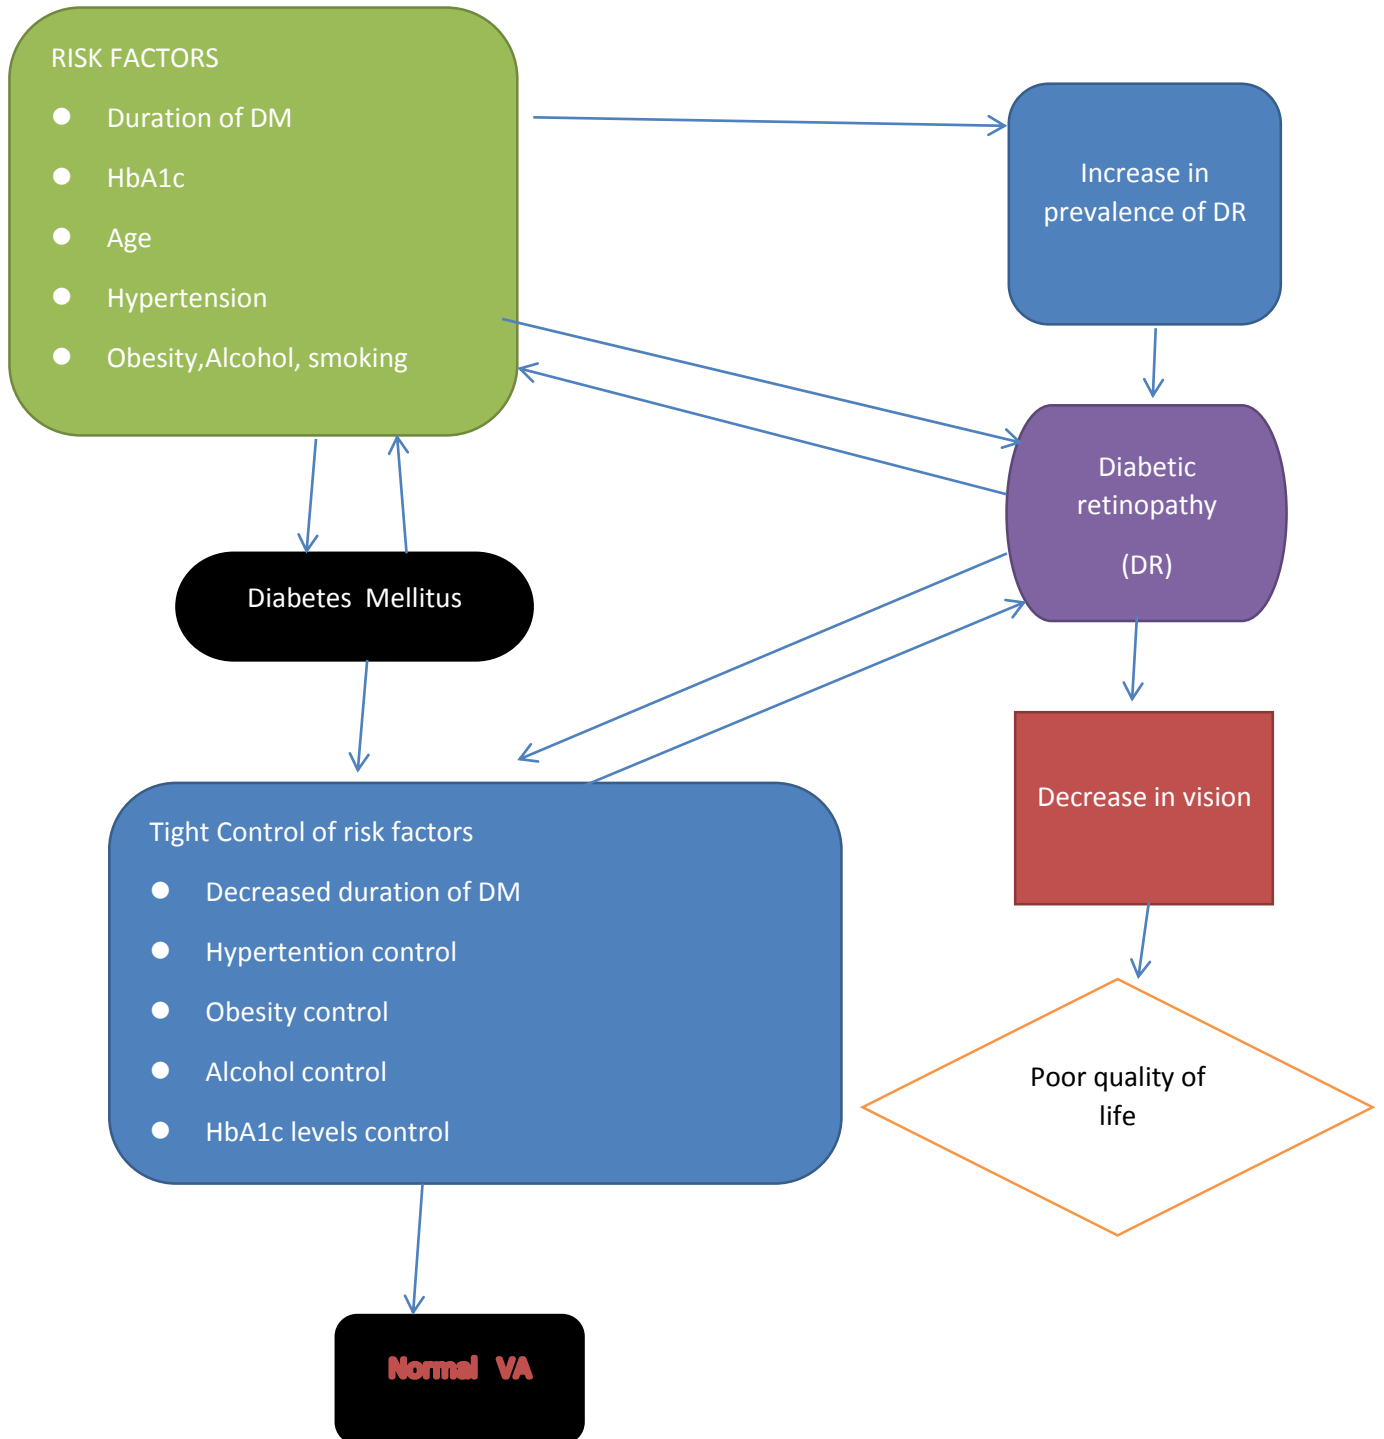 RISK FACTORS
● Duration of DM
● HbA1c
● Age
● Hypertension
● Obesity,Alcohol, smoking
Increase in
prevalence of DR
Diabetic
retinopathy
(DR)
Diabetes Mellitus
Decrease in vision
Tight Control of risk factors
● Decreased duration of DM
● Hypertention control
● Obesity control
● Alcohol control
● HbA1c levels control
Poor quality of
life
Normal VA